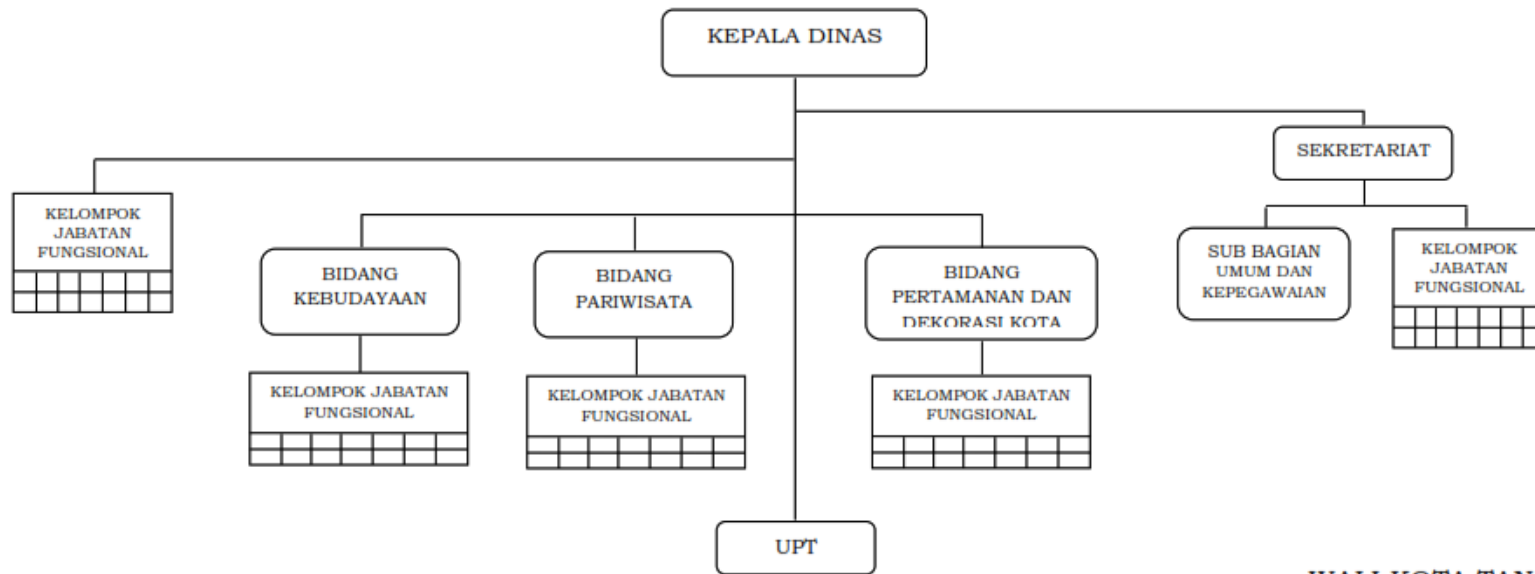 KEPALA DINAS
SEKRETARIAT
KELOMPOK
JABATAN
FUNGSIONAL
BIDANG
KEBUDAYAAN
BIDANG
PARIWISATA
BIDANG
PERTAMANAN DAN
DEKORASI KOTA
SUB BAGIAN
UMUM DAN
KEPEGAWAIAN
KELOMPOK
JABATAN
FUNGSIONAL
KELOMPOK JABATAN
FUNGSIONAL
KELOMPOK JABATAN
FUNGSIONAL
KELOMPOK JABATAN
FUNGSIONAL
UPT